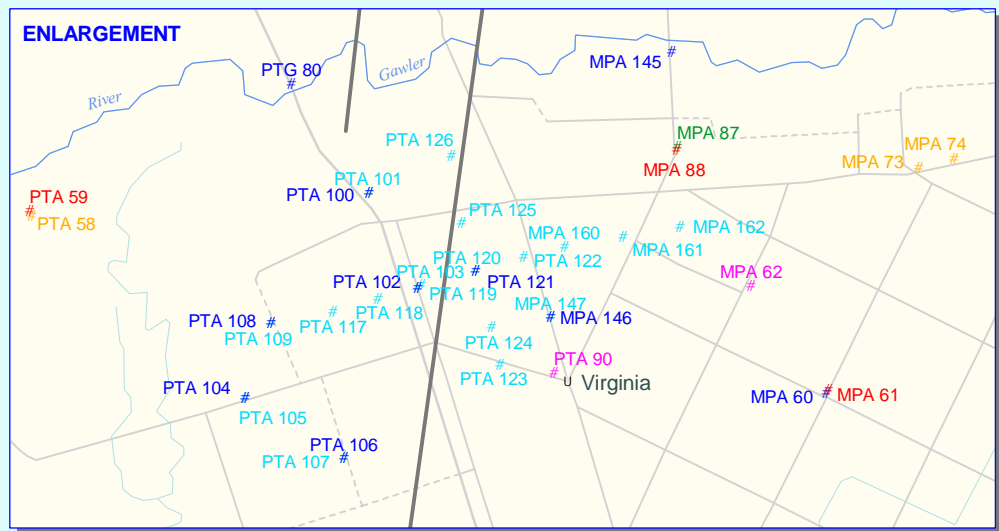 ENLARGEMENT
MPA 145
PTG 80
Gawler
River
MPA 87
PTA 126
MPA 74
MPA 73
MPA 88
PTA 101
PTA 100
PTA 59
PTA 58
PTA 125
MPA 160
MPA 162
MPA 161
PTA 120
PTA 122
PTA 103
MPA 62
PTA 102
PTA 121
PTA 119
MPA 147
PTA 118
MPA 146
PTA 108
PTA 117
PTA 109
PTA 124
PTA 90
PTA 123
U Virginia
PTA 104
MPA 60
MPA 61
PTA 105
PTA 106
PTA 107